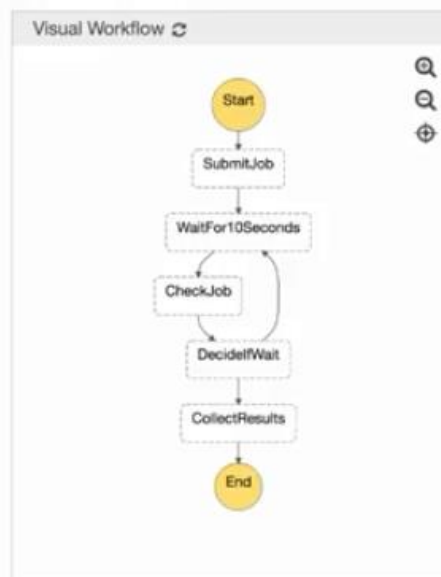 Visual Workflow
Start
SubmitJob
WaitFor10Seconds
CheckJob
DecideIfWait
CollectResults
End